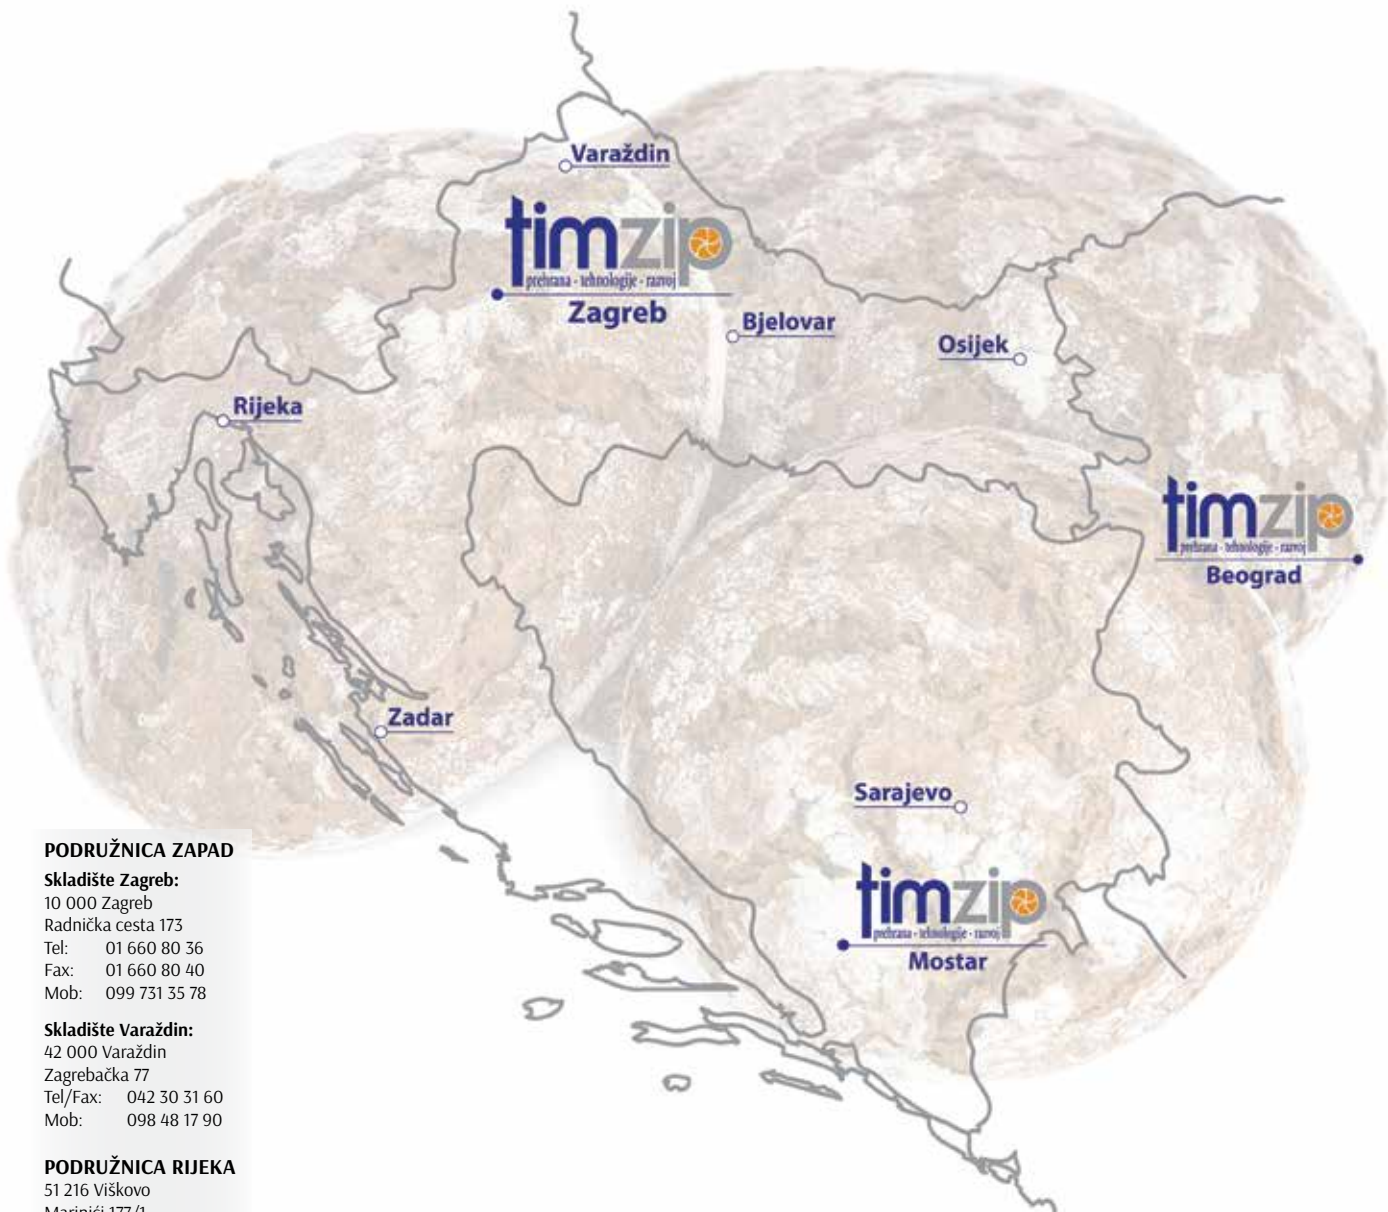 Varaždin
timzip
prehrana - tehnologije - razvoj
Zagreb
Bjelovar
Osijek
Rijeka
timzip
prehrana - tehnologije - razvoj
Beograd
Zadar
Sarajevo
timzip
prehrana - tehnologije - razvoj
Mostar
PODRUŽNICA ZAPAD
Skladište Zagreb:
10 000 Zagreb
Radnička cesta 173
Tel: 01 660 80 36
Fax: 01 660 80 40
Mob: 099 731 35 78
Skladište Varaždin:
42 000 Varaždin
Zagrebačka 77
Tel/Fax: 042 30 31 60
Mob: 098 48 17 90
PODRUŽNICA RIJEKA
51 216 Viškovo
Marinići 177/1